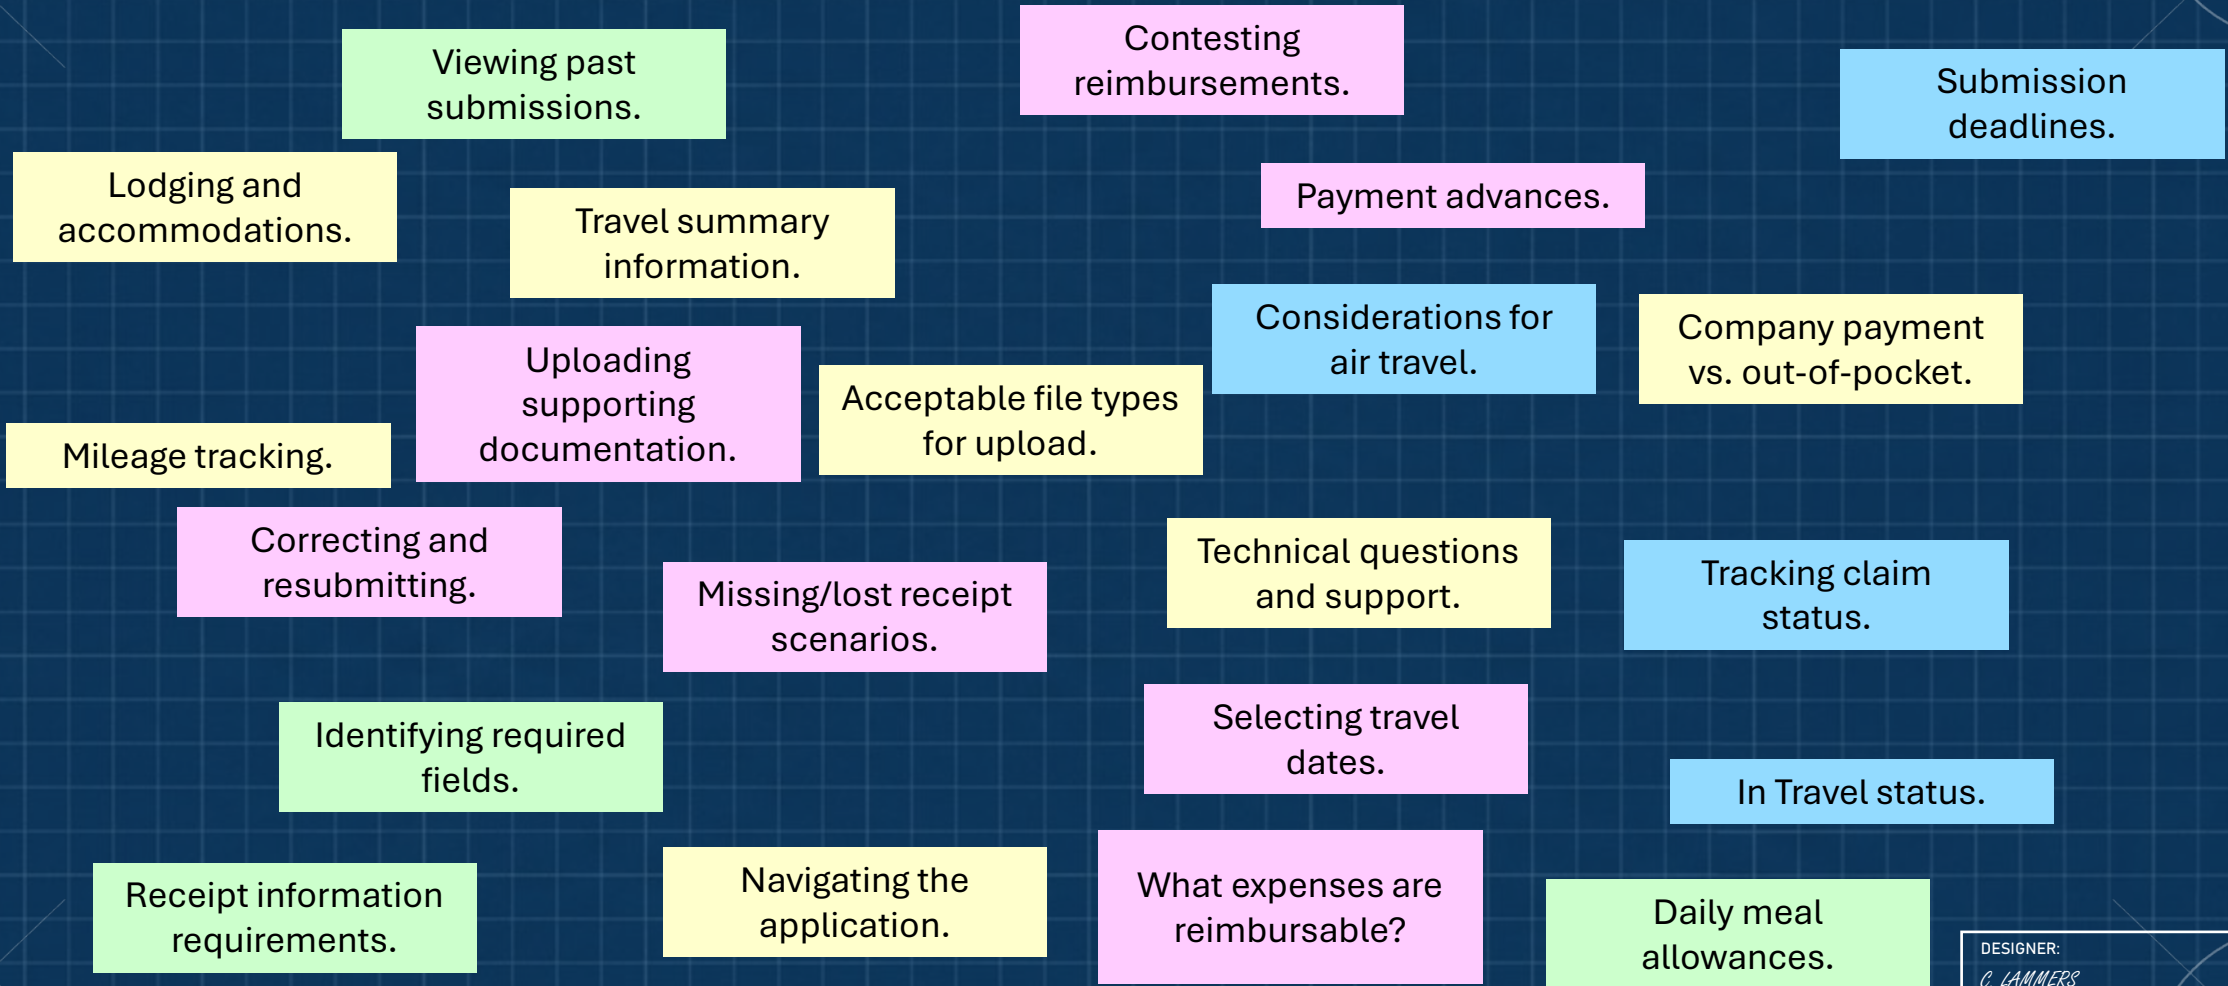 Viewing past
submissions.
Contesting
reimbursements.
Submission
deadlines.
Lodging and
accommodations.
Travel summary
information.
Payment advances.
Considerations for
air travel.
Company payment
vs. out-of-pocket.
Uploading
supporting
documentation.
Acceptable file types
for upload.
Mileage tracking.
Correcting and
resubmitting.
Missing/lost receipt
scenarios.
Technical questions
and support.
Tracking claim
status.
Identifying required
fields.
Selecting travel
dates.
In Travel status.
Receipt information
requirements.
Navigating the
application.
What expenses are
reimbursable?
Daily meal
allowances.
DESIGNER:
C. LAMMERS